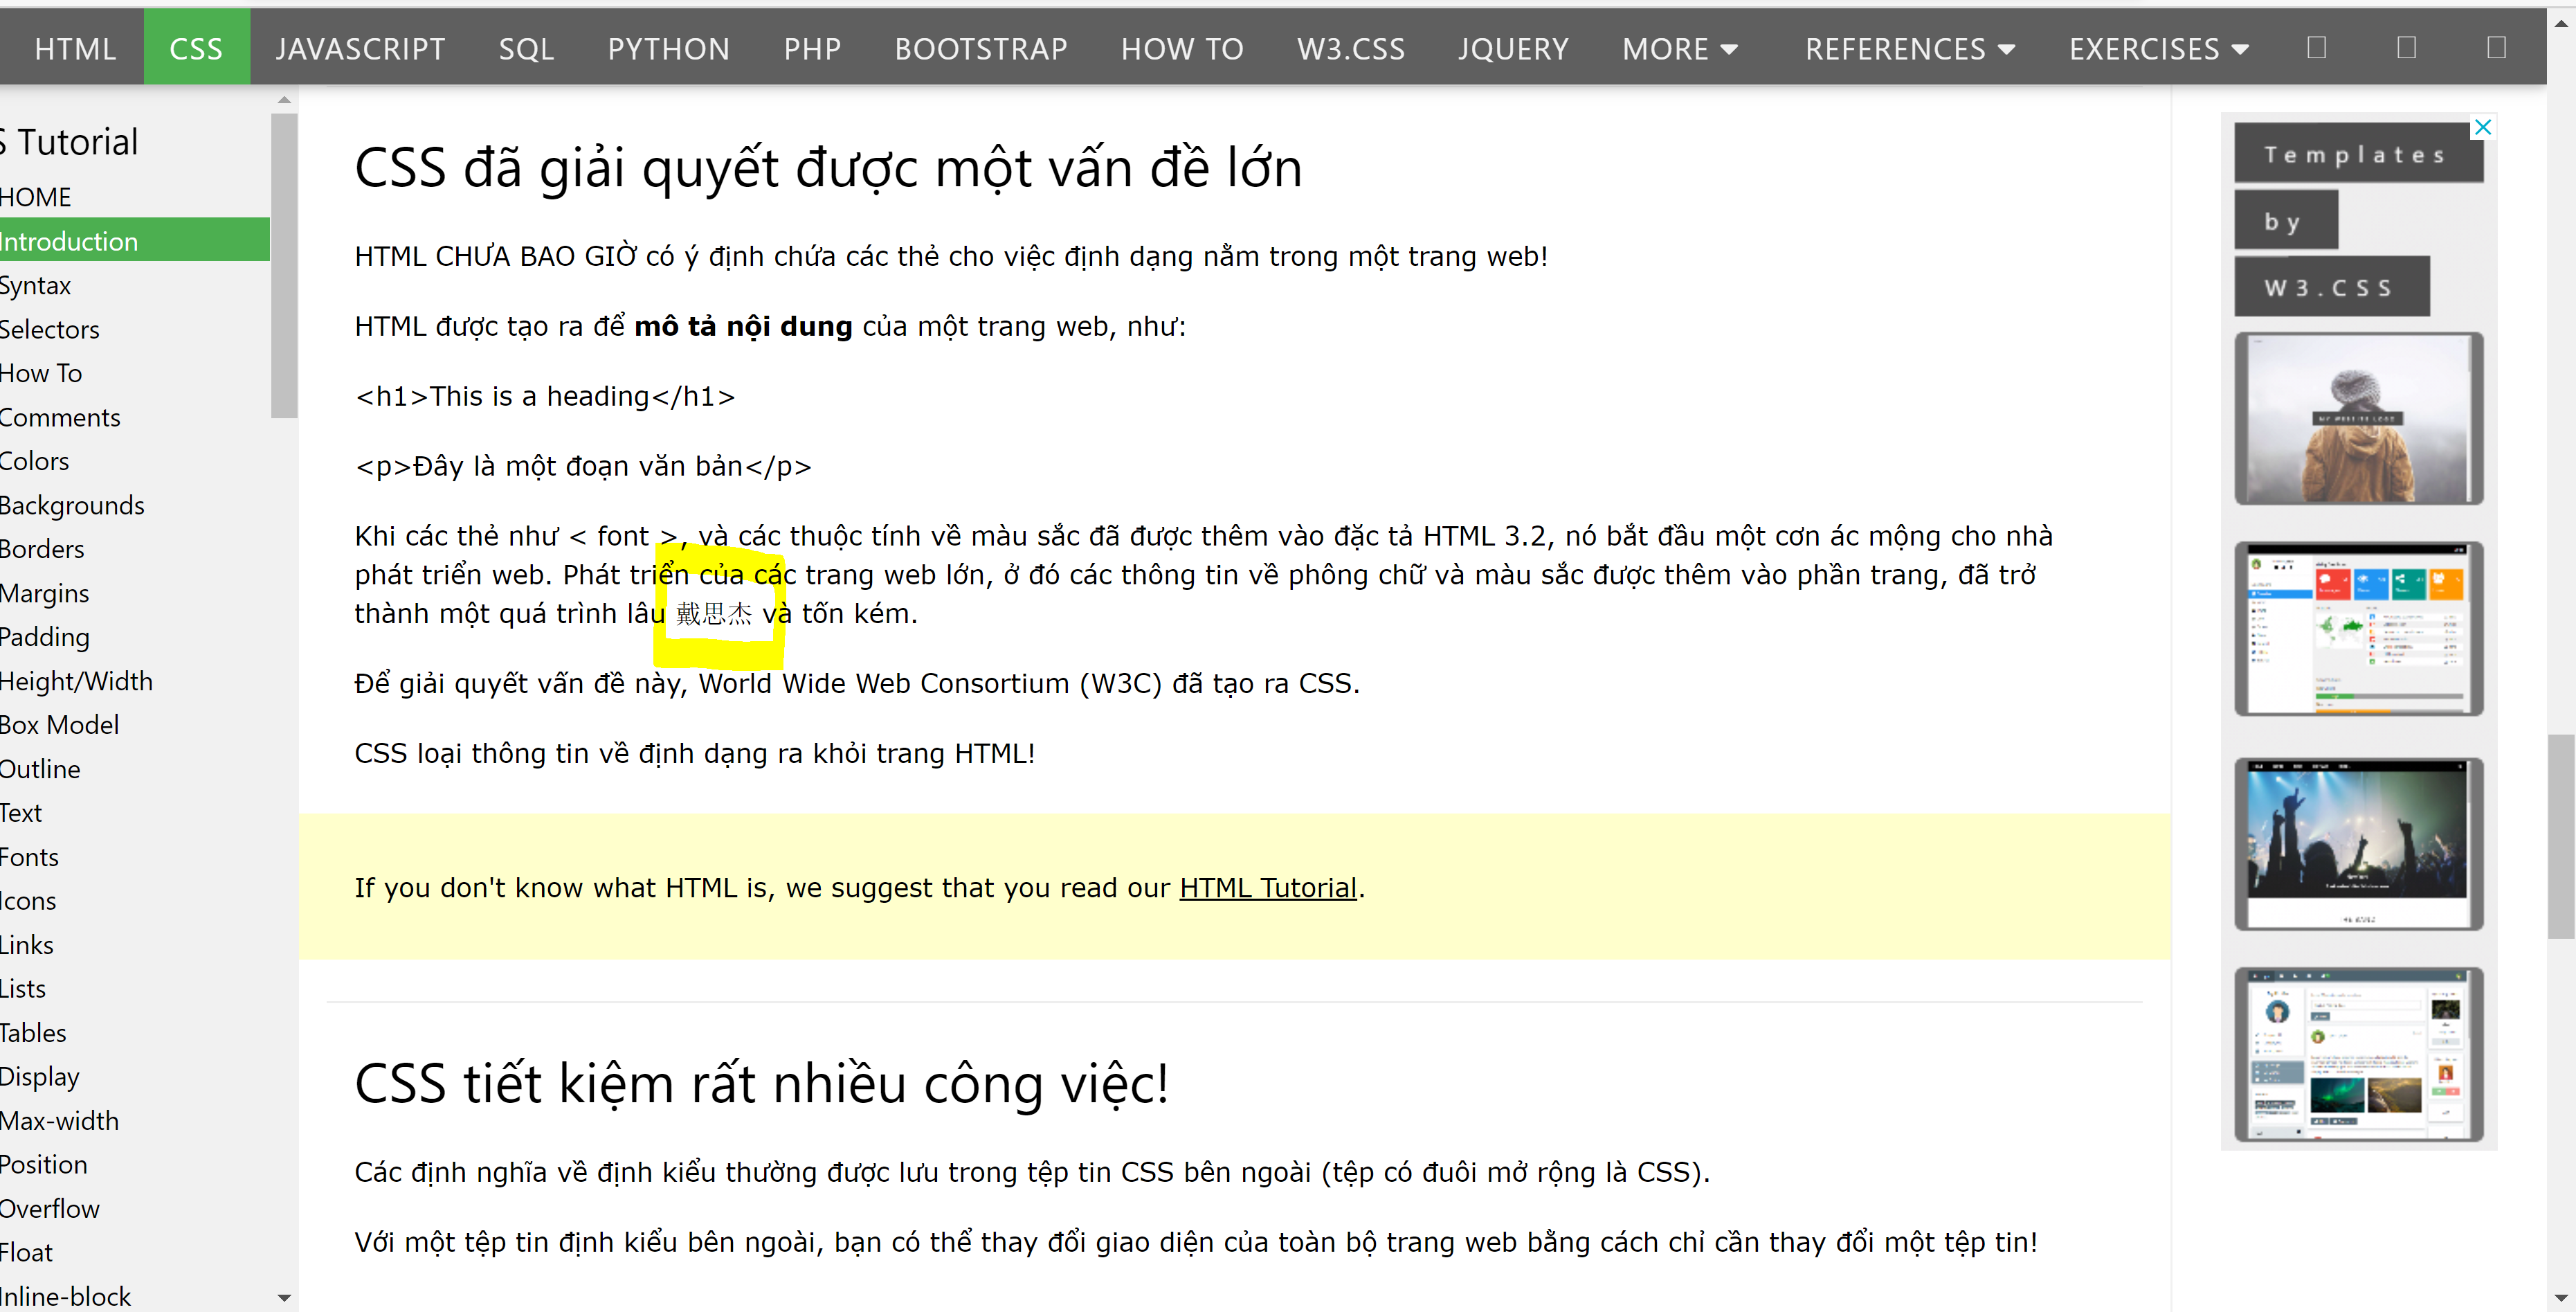 HTML CSS JAVASCRIPT SQL PYTHON PHP BOOTSTRAP HOW TO W3.CSS JQUERY MORE REFERENCES EXERCISES
S Tutorial
HOME
Introduction
Syntax
Selectors
How To
Comments
Colors
Backgrounds
Borders
Margins
Padding
Height/Width
Box Model
Outline
Text
Fonts
Icons
Links
Lists
Tables
Display
Max-width
Position
Overflow
Float
Inline-block
CSS đã giải quyết được một vấn đề lớn
HTML CHƯA BAO GIỜ có ý định chứa các thẻ cho việc định dạng nằm trong một trang web!
HTML được tạo ra để mô tả nội dung của một trang web, như:
<h1>This is a heading</h1>
<p>Đây là một đoạn văn bản</p>
Khi các thẻ như < font >, và các thuộc tính về màu sắc đã được thêm vào đặc tả HTML 3.2, nó bắt đầu một cơn ác mộng cho nhà
phát triển web. Phát triển của các trang web lớn, ở đó các thông tin về phông chữ và màu sắc được thêm vào phần trang, đã trở
thành một quá trình lâu 戴思杰 và tốn kém.
Để giải quyết vấn đề này, World Wide Web Consortium (W3C) đã tạo ra CSS.
CSS loại thông tin về định dạng ra khỏi trang HTML!
If you don't know what HTML is, we suggest that you read our HTML Tutorial.
CSS tiết kiệm rất nhiều công việc!
Các định nghĩa về định kiểu thường được lưu trong tệp tin CSS bên ngoài (tệp có đuôi mở rộng là CSS).
Với một tệp tin định kiểu bên ngoài, bạn có thể thay đổi giao diện của toàn bộ trang web bằng cách chỉ cần thay đổi một tệp tin!
Templates
by
W3.CSS
MY WEBSITE LOGO